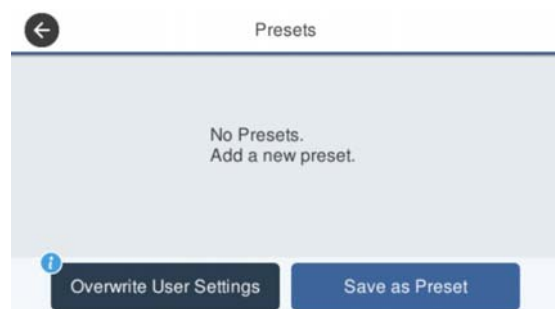 Presets
No Presets.
Add a new preset.
i
Overwrite User Settings
Save as Preset